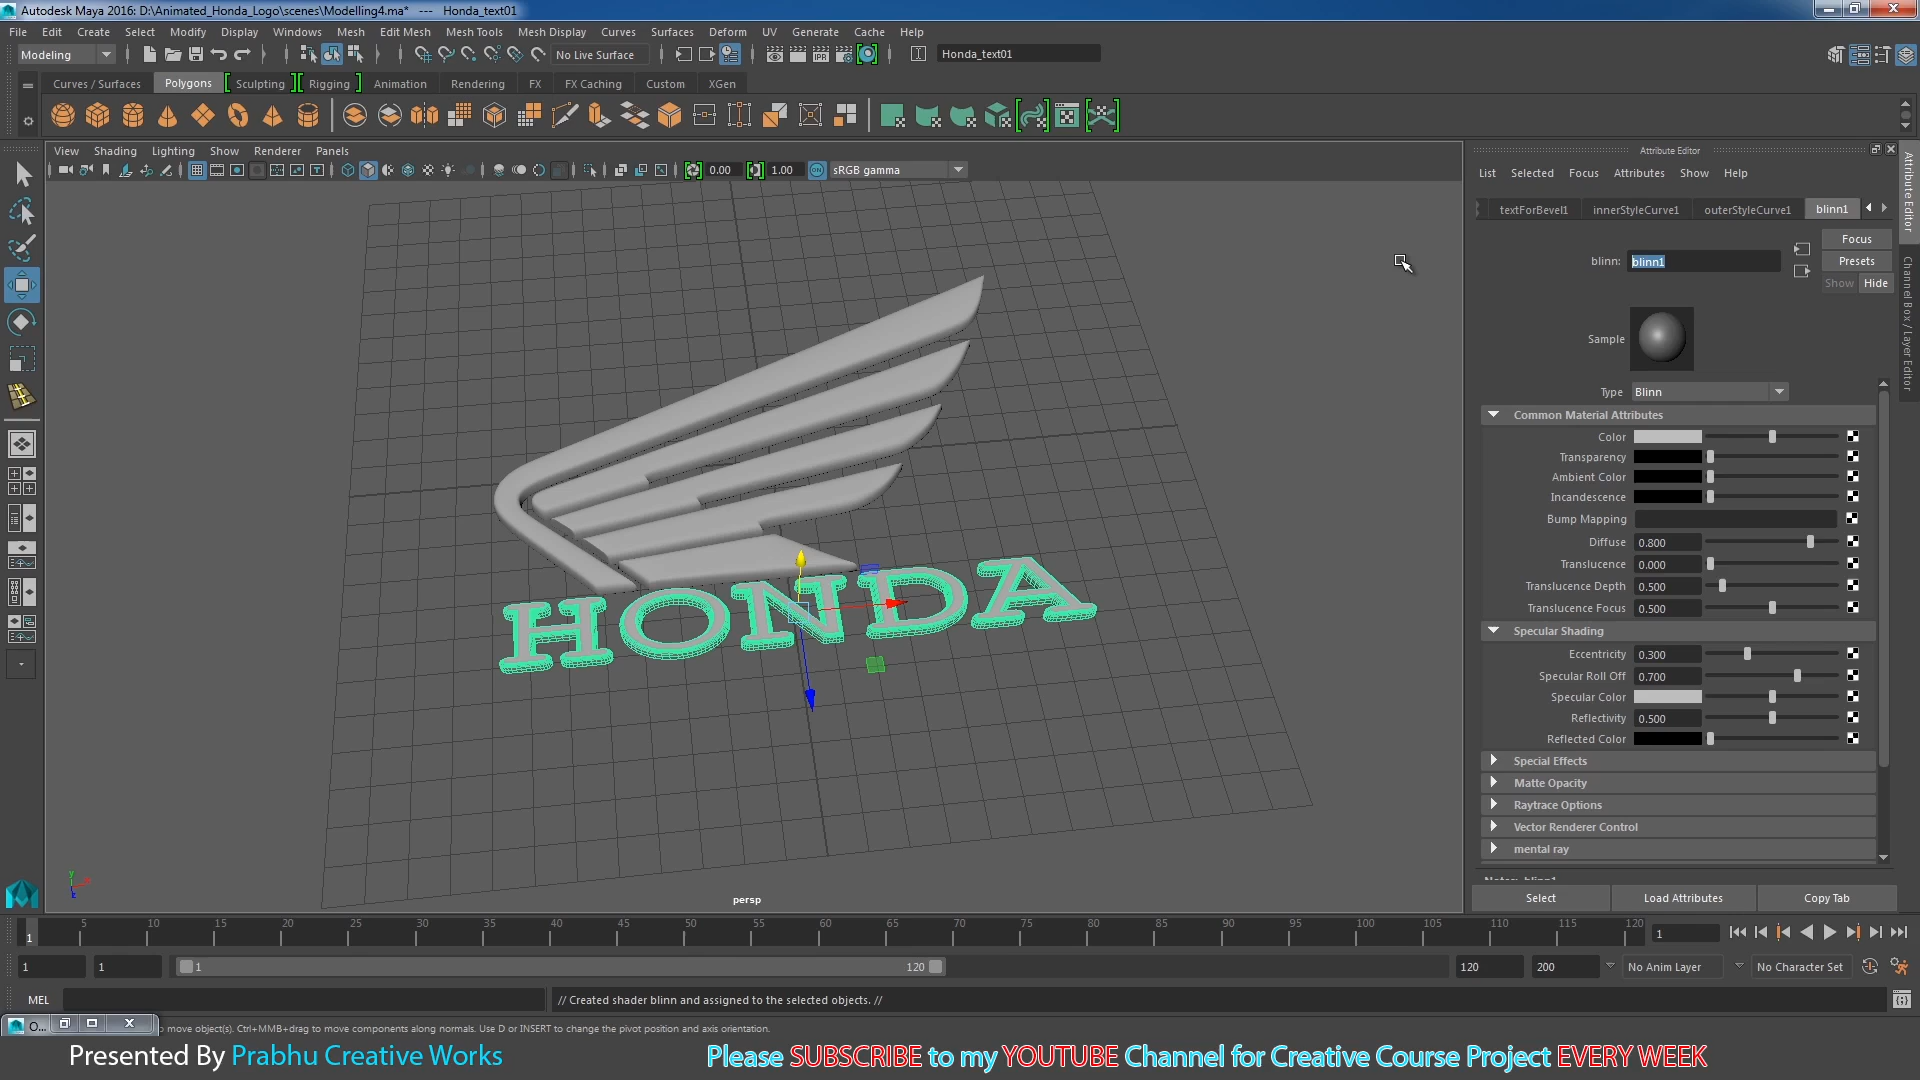 Autodesk Maya 2016: D:\Animated_Honda_Logo\scenes\Modelling4.ma* --- Honda_text01
File Edit Create Select Modify Display Windows Mesh Edit Mesh Mesh Tools Mesh Display Curves Surfaces Deform UV Generate Cache Help
Modeling No Live Surface Honda_text01
Curves / Surfaces Polygons Sculpting Rigging Animation Rendering FX FX Caching Custom XGen
View Shading Lighting Show Renderer Panels
0.00 1.00 sRGB gamma
Attribute Editor
List Selected Focus Attributes Show Help
textForBevel1 innerStyleCurve1 outerStyleCurve1 blinn1
Attribute Editor
Channel Box / Layer Editor
Focus
blinn: blinn1 Presets
Show Hide
Sample
Type Blinn
Common Material Attributes
Color
Transparency
Ambient Color
Incandescence
Bump Mapping
Diffuse 0.800
Translucence 0.000
Translucence Depth 0.500
Translucence Focus 0.500
Specular Shading
Eccentricity 0.300
Specular Roll Off 0.700
Specular Color
Reflectivity 0.500
Reflected Color
Special Effects
Matte Opacity
Raytrace Options
Vector Renderer Control
mental ray
Select Load Attributes Copy Tab
HONDA
persp
1 5 10 15 20 25 30 35 40 45 50 55 60 65 70 75 80 85 90 95 100 105 110 115 120 1
1 1 1 120 120 200 No Anim Layer No Character Set
MEL // Created shader blinn and assigned to the selected objects. //
O... o move object(s). Ctrl+MMB+drag to move components along normals. Use D or INSERT to change the pivot position and axis orientation.
Presented By Prabhu Creative Works
Please SUBSCRIBE to my YOUTUBE Channel for Creative Course Project EVERY WEEK